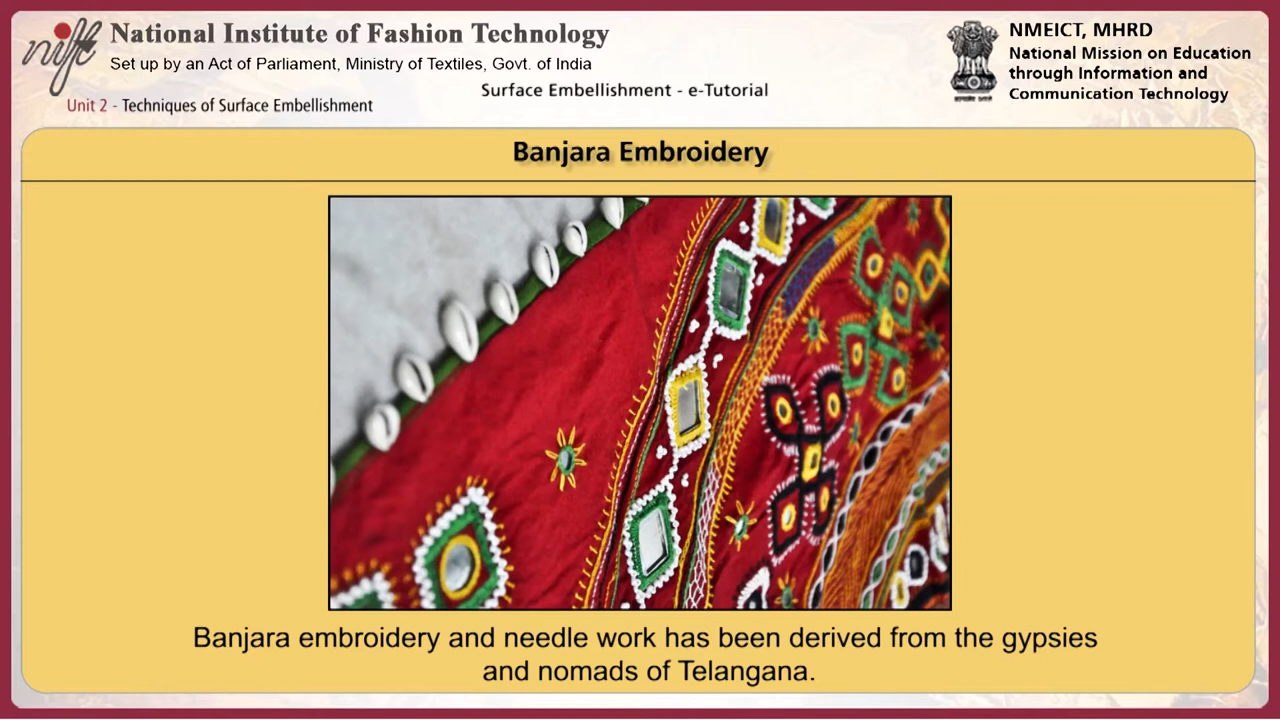 nift
National Institute of Fashion Technology
Set up by an Act of Parliament, Ministry of Textiles, Govt. of India
Unit 2 - Techniques of Surface Embellishment
Surface Embellishment - e-Tutorial
NMEICT, MHRD
National Mission on Education
through Information and
Communication Technology
Banjara Embroidery
Banjara embroidery and needle work has been derived from the gypsies
and nomads of Telangana.